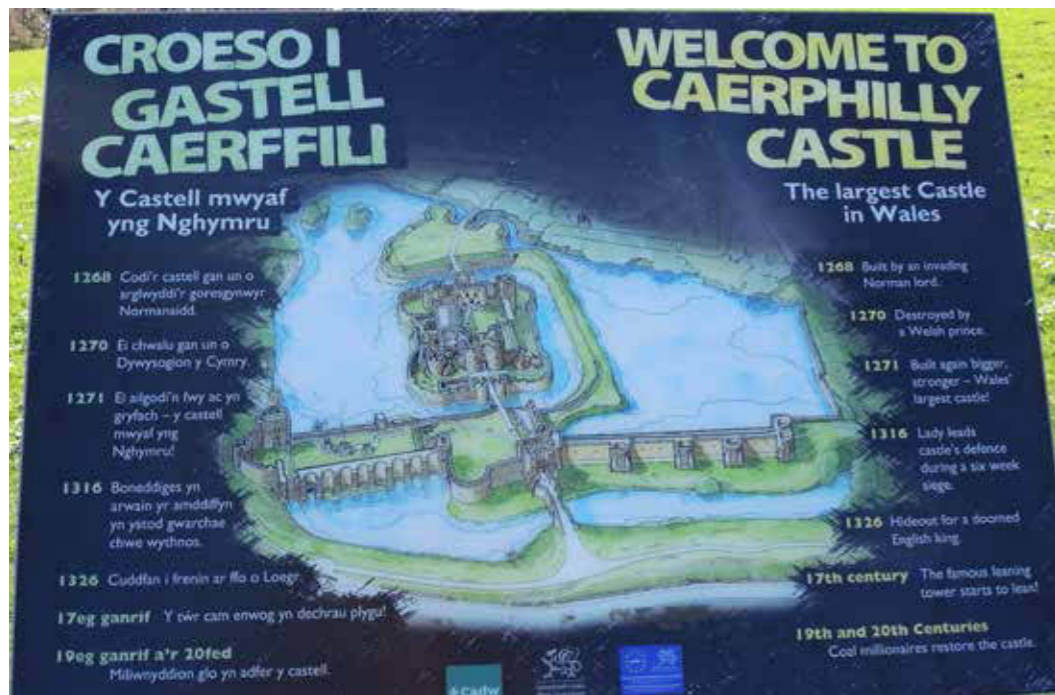 CROESO I
GASTELL
CAERFFILI
Y Castell mwyaf
yng Nghymru
1268 Codi'r castell gan un o
arglwyddi'r goresgynwyr
Normanaidd.
1270 Ei chwalu gan un o
Dywysogion y Cymry.
1271 Ei ailgodi'n fwy ac yn
gryfach – y castell
mwyaf yng
Nghymru!
1316 Boneddiges yn
arwain yr amddiffyn
yn ystod gwarchae
chwe wythnos.
1326 Cuddfan i frenin ar ffo o Loegr.
17eg ganrif Y tŵr cam enwog yn dechrau plygu!
19eg ganrif a'r 20fed
Miliwnyddion glo yn adfer y castell.
WELCOME TO
CAERPHILLY
CASTLE
The largest Castle
in Wales
1268 Built by an invading
Norman lord.
1270 Destroyed by
a Welsh prince.
1271 Built again bigger,
stronger – Wales'
largest castle!
1316 Lady leads
castle's defence
during a six week
siege.
1326 Hideout for a doomed
English king.
17th century The famous leaning
tower starts to lean!
19th and 20th Centuries
Coal millionaires restore the castle.
Cadw